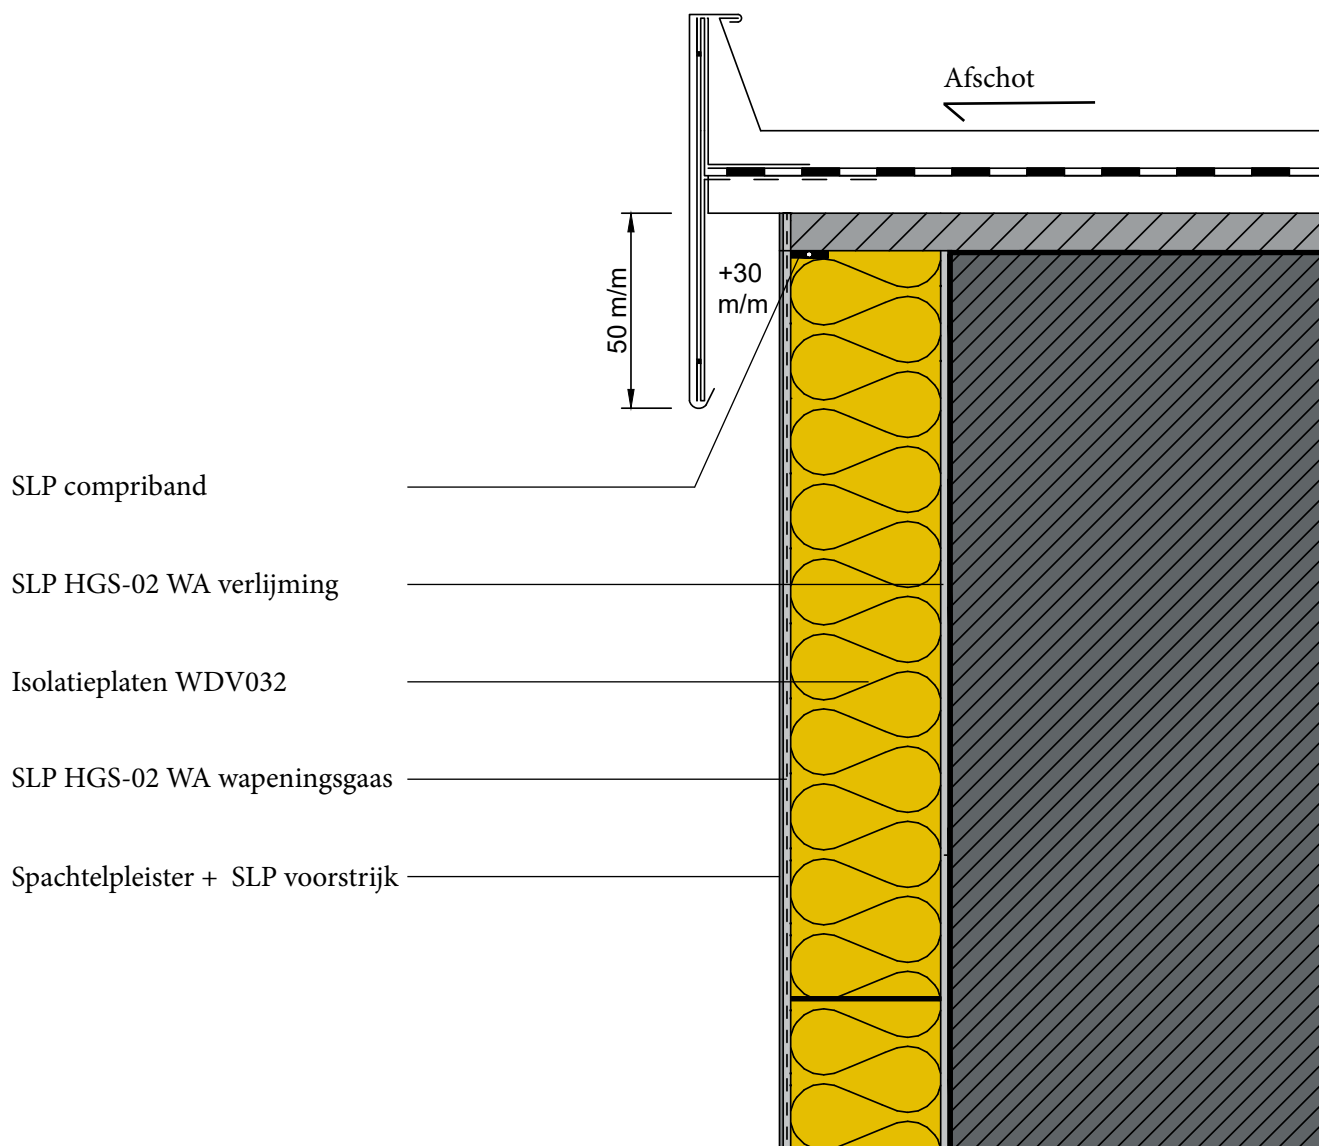 Afschot
50 m/m
+30
m/m
SLP compriband
SLP HGS-02 WA verlijming
Isolatieplaten WDV032
SLP HGS-02 WA wapeningsgaas
Spachtelpleister + SLP voorstrijk